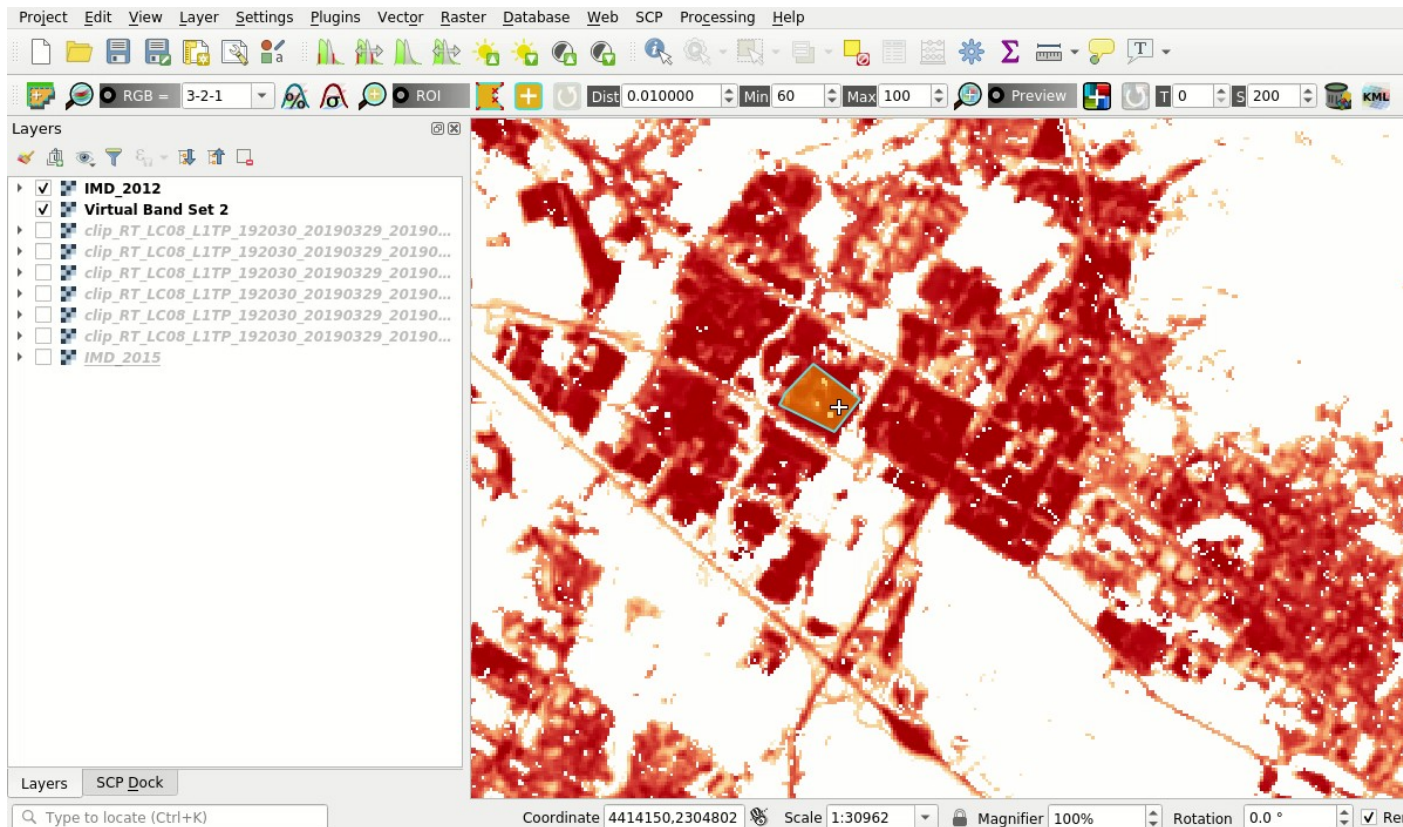 Project Edit View Layer Settings Plugins Vector Raster Database Web SCP Processing Help
T
RGB = 3-2-1 ROI Dist 0.010000 Min 60 Max 100 Preview T 0 S 200 KML
Layers
IMD_2012
Virtual Band Set 2
clip_RT_LC08_L1TP_192030_20190329_20190...
clip_RT_LC08_L1TP_192030_20190329_20190...
clip_RT_LC08_L1TP_192030_20190329_20190...
clip_RT_LC08_L1TP_192030_20190329_20190...
clip_RT_LC08_L1TP_192030_20190329_20190...
clip_RT_LC08_L1TP_192030_20190329_20190...
IMD_2015
Layers SCP Dock
Type to locate (Ctrl+K) Coordinate 4414150,2304802 Scale 1:30962 Magnifier 100% Rotation 0.0 °